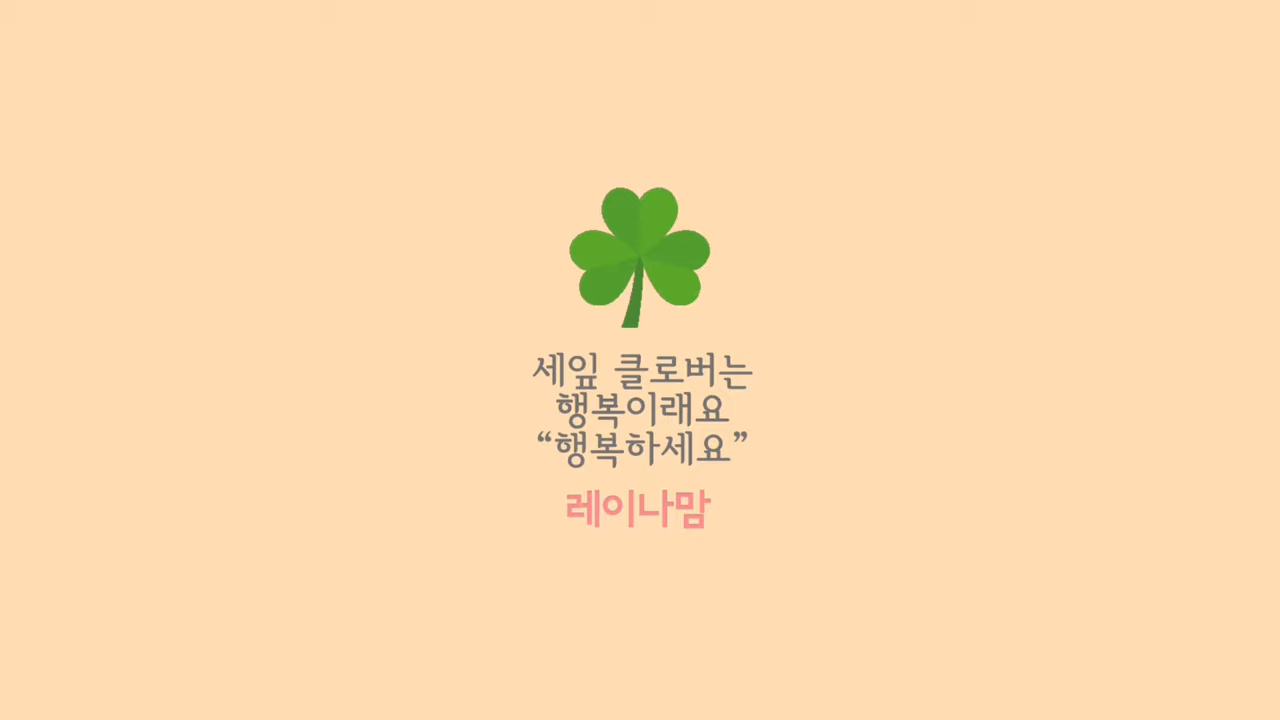 세잎 클로버는
행복이래요
“행복하세요”
레이나맘